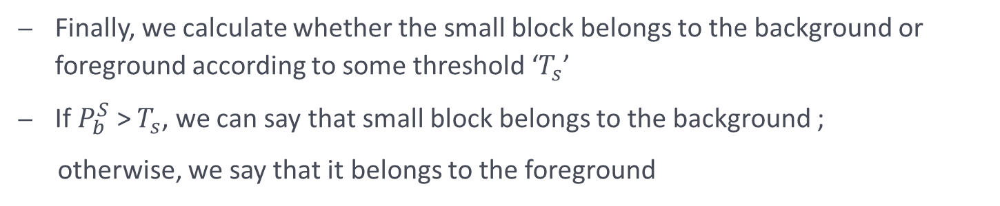 – Finally, we calculate whether the small block belongs to the background or
foreground according to some threshold ‘𝑇ₛ’
– If 𝑃_𝑏^𝑆 > 𝑇ₛ, we can say that small block belongs to the background ;
otherwise, we say that it belongs to the foreground